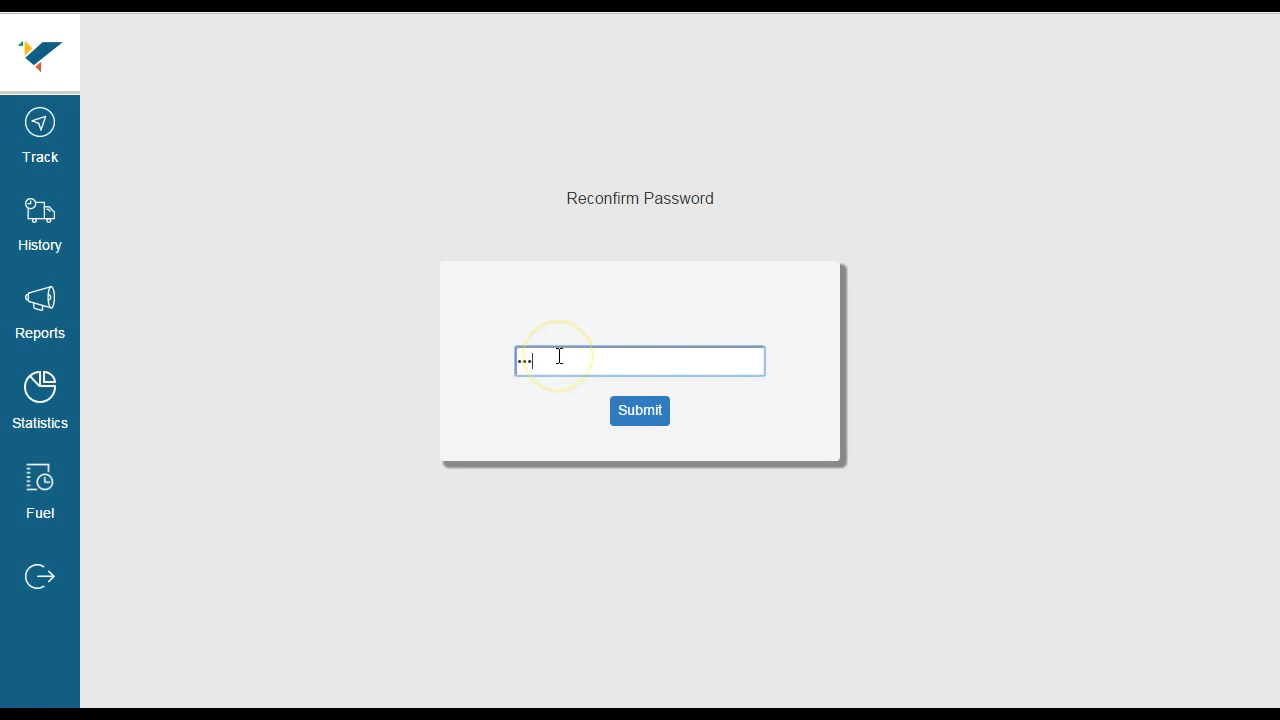 Track
History
Reports
Statistics
Fuel
Reconfirm Password
Submit